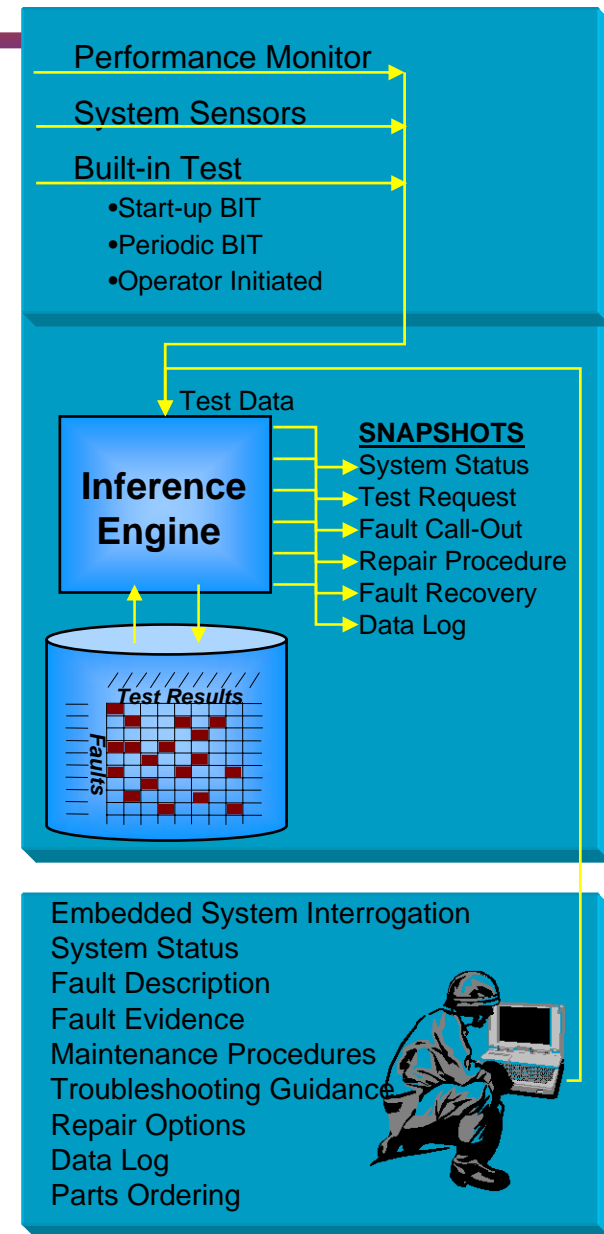 Performance Monitor
System Sensors
Built-in Test
•Start-up BIT
•Periodic BIT
•Operator Initiated
Test Data
Inference
Engine
SNAPSHOTS
System Status
Test Request
Fault Call-Out
Repair Procedure
Fault Recovery
Data Log
Test Results
Faults
Embedded System Interrogation
System Status
Fault Description
Fault Evidence
Maintenance Procedures
Troubleshooting Guidance
Repair Options
Data Log
Parts Ordering